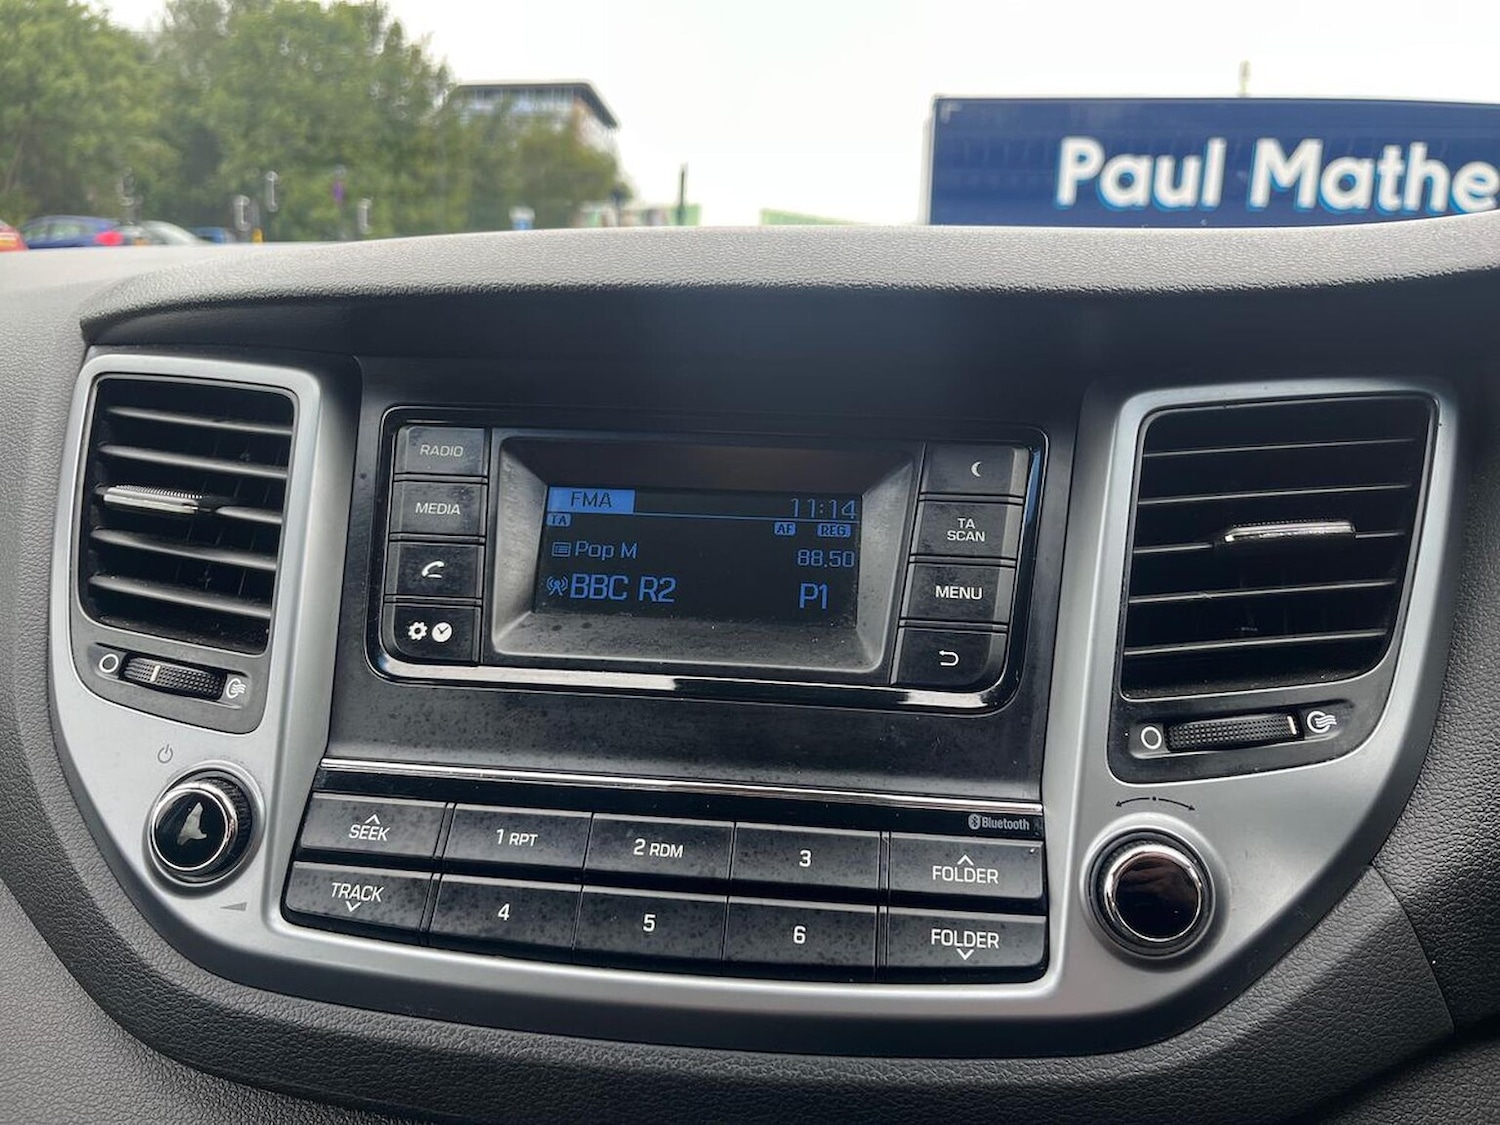 Paul Mathe
RADIO
MEDIA
FMA 11:14
TA AF REG
Pop M 88.50
BBC R2 P1
TA
SCAN
MENU
Bluetooth
SEEK
1 RPT
2 RDM
3
FOLDER
TRACK
4
5
6
FOLDER